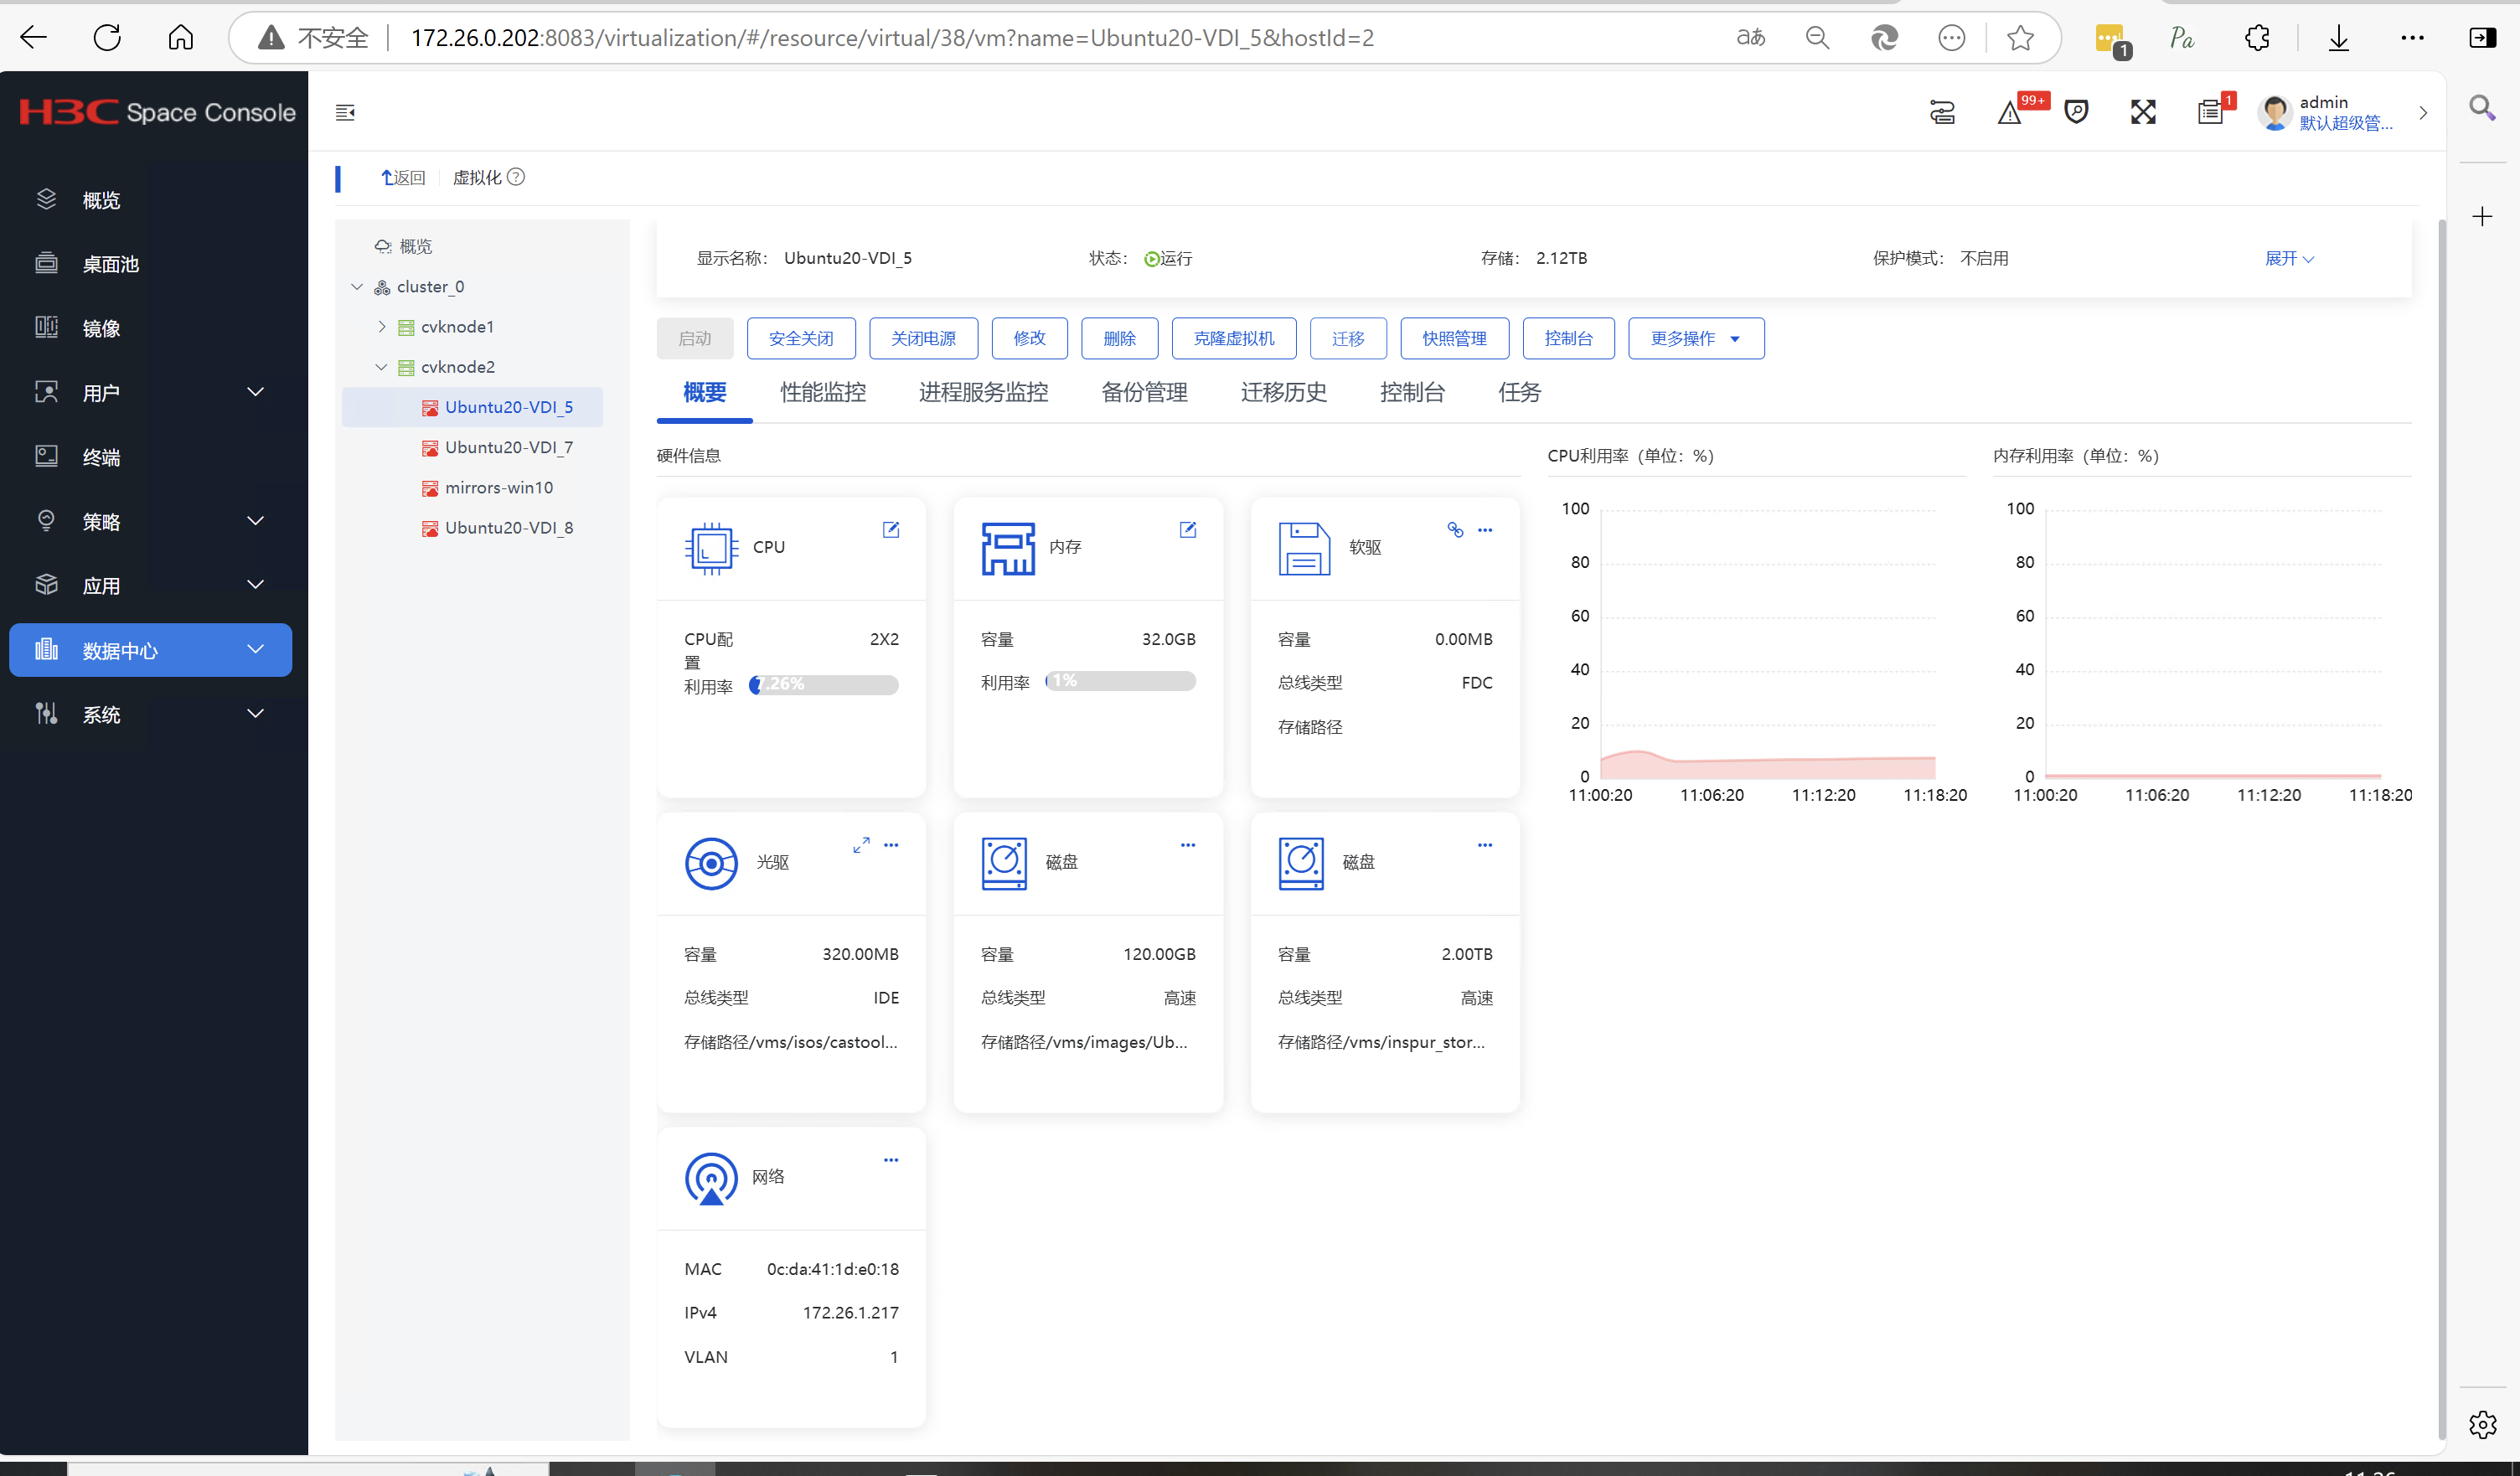 不安全 172.26.0.202:8083/virtualization/#/resource/virtual/38/vm?name=Ubuntu20-VDI_5&hostId=2
aあ
1
Pa
H3C Space Console
99+
1
admin
默认超级管...
概览
桌面池
镜像
用户
终端
策略
应用
数据中心
系统
返回 虚拟化 ?
概览
cluster_0
cvknode1
cvknode2
Ubuntu20-VDI_5
Ubuntu20-VDI_7
mirrors-win10
Ubuntu20-VDI_8
显示名称： Ubuntu20-VDI_5 状态： 运行 存储： 2.12TB 保护模式： 不启用 展开
启动 安全关闭 关闭电源 修改 删除 克隆虚拟机 迁移 快照管理 控制台 更多操作
概要 性能监控 进程服务监控 备份管理 迁移历史 控制台 任务
硬件信息
CPU
CPU配置 2X2
利用率 7.26%
内存
容量 32.0GB
利用率 1%
软驱
容量 0.00MB
总线类型 FDC
存储路径
光驱
容量 320.00MB
总线类型 IDE
存储路径/vms/isos/castool...
磁盘
容量 120.00GB
总线类型 高速
存储路径/vms/images/Ub...
磁盘
容量 2.00TB
总线类型 高速
存储路径/vms/inspur_stor...
网络
MAC 0c:da:41:1d:e0:18
IPv4 172.26.1.217
VLAN 1
CPU利用率（单位：%）
100
80
60
40
20
0
11:00:20 11:06:20 11:12:20 11:18:20
内存利用率（单位：%）
100
80
60
40
20
0
11:00:20 11:06:20 11:12:20 11:18:20